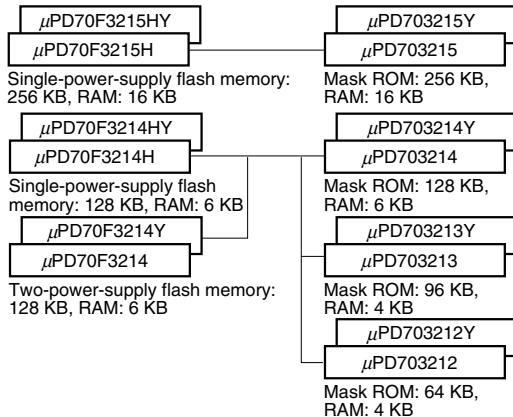 μPD70F3215HY
μPD70F3215H
Single-power-supply flash memory:
256 KB, RAM: 16 KB
μPD703215Y
μPD703215
Mask ROM: 256 KB,
RAM: 16 KB
μPD70F3214HY
μPD70F3214H
Single-power-supply flash
memory: 128 KB, RAM: 6 KB
μPD703214Y
μPD703214
Mask ROM: 128 KB,
RAM: 6 KB
μPD70F3214Y
μPD70F3214
Two-power-supply flash memory:
128 KB, RAM: 6 KB
μPD703213Y
μPD703213
Mask ROM: 96 KB,
RAM: 4 KB
μPD703212Y
μPD703212
Mask ROM: 64 KB,
RAM: 4 KB